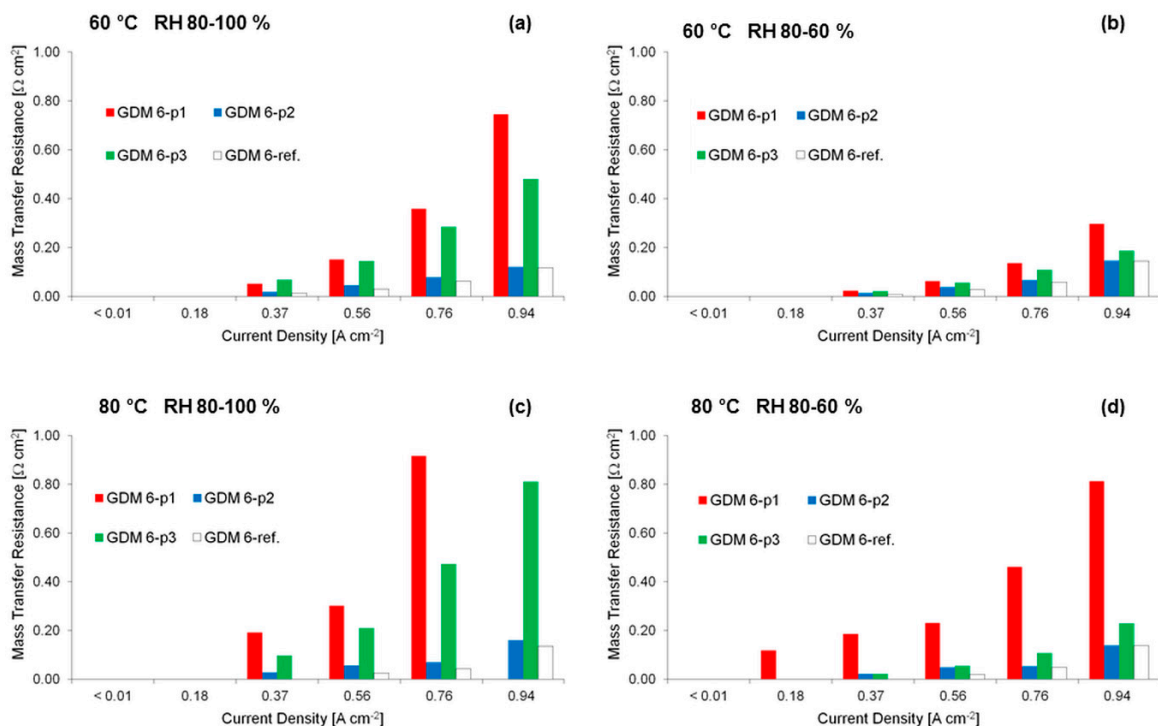 60 °C RH 80-100 % (a)
1.00
0.80
0.60
0.40
0.20
0.00
Mass Transfer Resistance [Ω cm²]
GDM 6-p1 GDM 6-p2
GDM 6-p3 GDM 6-ref.
< 0.01 0.18 0.37 0.56 0.76 0.94
Current Density [A cm⁻²]
60 °C RH 80-60 % (b)
1.00
0.80
0.60
0.40
0.20
0.00
Mass Transfer Resistance [Ω cm²]
GDM 6-p1 GDM 6-p2
GDM 6-p3 GDM 6-ref.
< 0.01 0.18 0.37 0.56 0.76 0.94
Current Density [A cm⁻²]
80 °C RH 80-100 % (c)
1.00
0.80
0.60
0.40
0.20
0.00
Mass Transfer Resistance [Ω cm²]
GDM 6-p1 GDM 6-p2
GDM 6-p3 GDM 6-ref.
< 0.01 0.18 0.37 0.56 0.76 0.94
Current Density [A cm⁻²]
80 °C RH 80-60 % (d)
1.00
0.80
0.60
0.40
0.20
0.00
Mass Transfer Resistance [Ω cm²]
GDM 6-p1 GDM 6-p2
GDM 6-p3 GDM 6-ref.
< 0.01 0.18 0.37 0.56 0.76 0.94
Current Density [A cm⁻²]